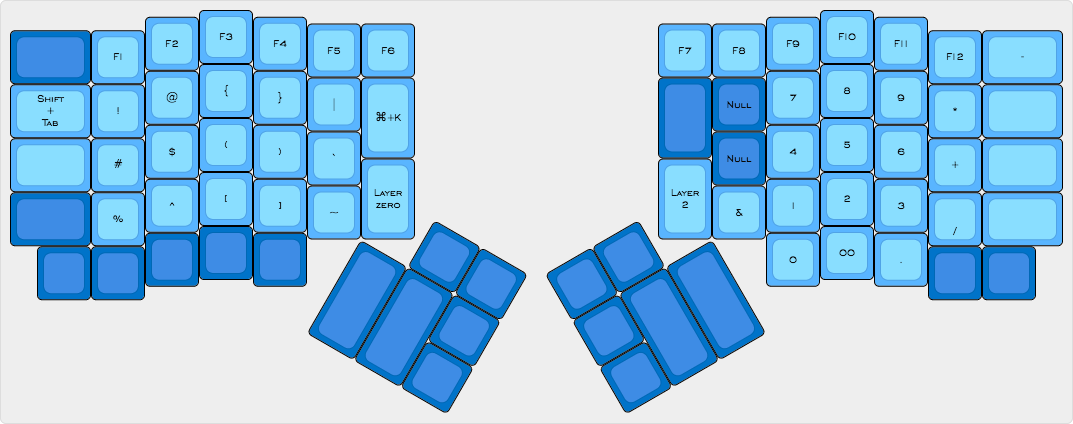 F1 F2 F3 F4 F5 F6 F7 F8 F9 F10 F11 F12 -
Shift
+
Tab
! @ { } | ⌘+K Null 7 8 9 *
# $ ( ) ` Null 4 5 6 +
% ^ [ ] ~ Layer
zero
Layer
2
& 1 2 3 /
0 00 .